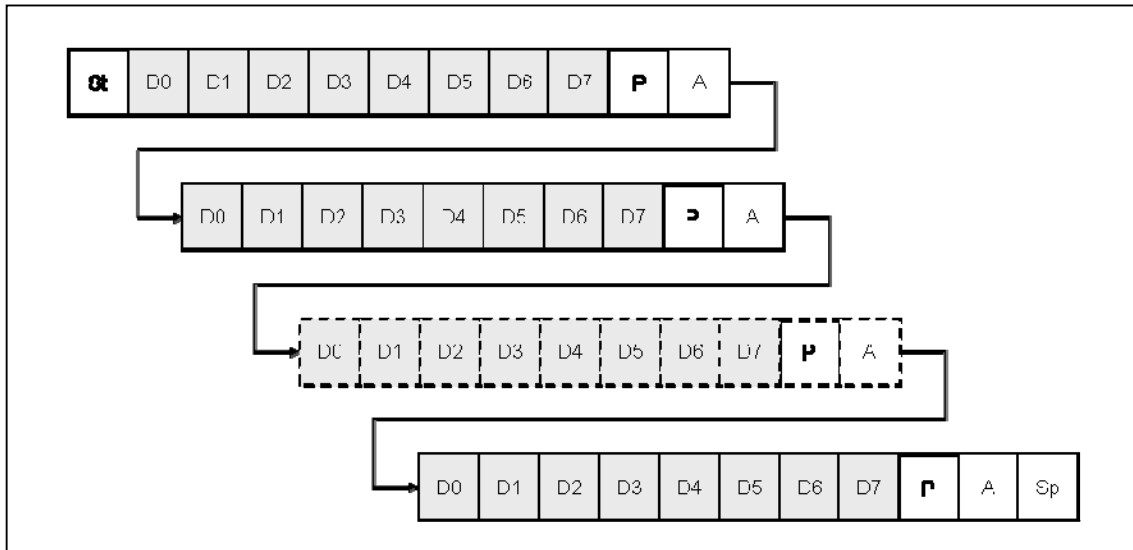 St D0 D1 D2 D3 D4 D5 D6 D7 P A
D0 D1 D2 D3 D4 D5 D6 D7 P A
D0 D1 D2 D3 D4 D5 D6 D7 P A
D0 D1 D2 D3 D4 D5 D6 D7 P A Sp